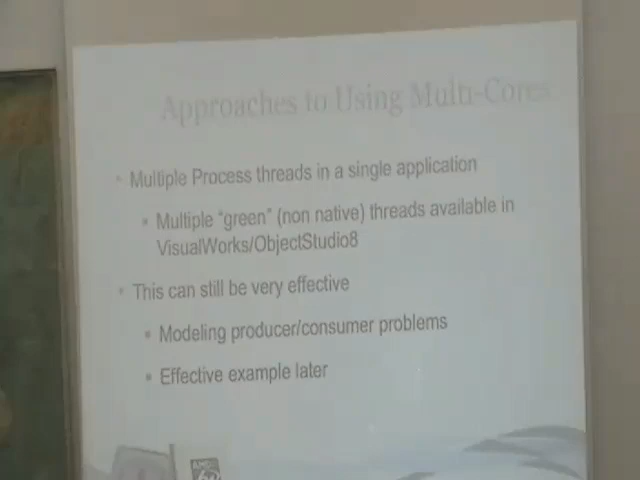 Approaches to Using Multi-Cores
Multiple Process threads in a single application
Multiple "green" (non native) threads available in
VisualWorks/ObjectStudio8
This can still be very effective
Modeling producer/consumer problems
Effective example later